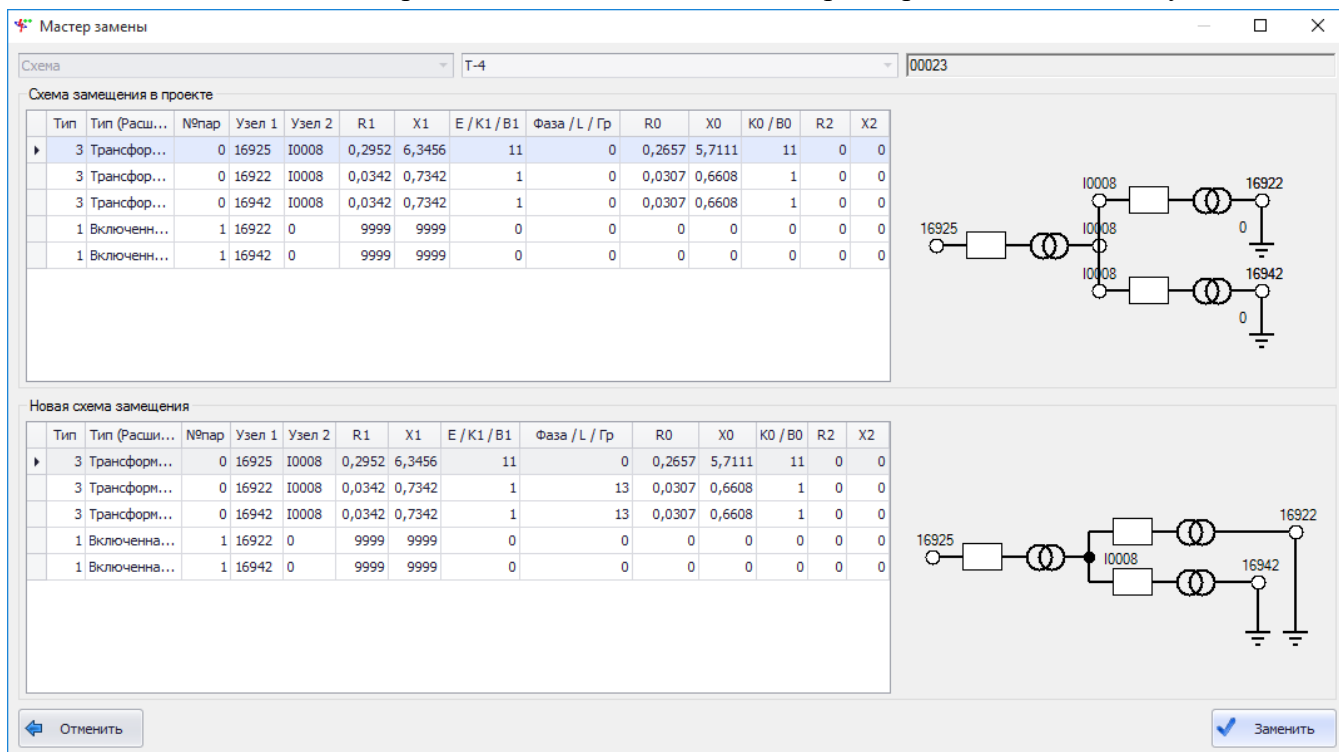 Мастер замены
Схема Т-4 00023
Схема замещения в проекте
Тип Тип (Расш... №пар Узел 1 Узел 2 R1 X1 E / K1 / B1 Фаза / L / Гр R0 X0 K0 / B0 R2 X2
3 Трансфор... 0 16925 I0008 0,2952 6,3456 11 0 0,2657 5,7111 11 0 0
3 Трансфор... 0 16922 I0008 0,0342 0,7342 1 0 0,0307 0,6608 1 0 0
3 Трансфор... 0 16942 I0008 0,0342 0,7342 1 0 0,0307 0,6608 1 0 0
1 Включенн... 1 16922 0 9999 9999 0 0 0 0 0 0 0
1 Включенн... 1 16942 0 9999 9999 0 0 0 0 0 0 0
I0008 16922
16925 I0008 0
I0008 16942
0
Новая схема замещения
Тип Тип (Расши... №пар Узел 1 Узел 2 R1 X1 E / K1 / B1 Фаза / L / Гр R0 X0 K0 / B0 R2 X2
3 Трансформ... 0 16925 I0008 0,2952 6,3456 11 0 0,2657 5,7111 11 0 0
3 Трансформ... 0 16922 I0008 0,0342 0,7342 1 13 0,0307 0,6608 1 0 0
3 Трансформ... 0 16942 I0008 0,0342 0,7342 1 13 0,0307 0,6608 1 0 0
1 Включенна... 1 16922 0 9999 9999 0 0 0 0 0 0 0
1 Включенна... 1 16942 0 9999 9999 0 0 0 0 0 0 0
16922
16925 I0008 16942
Отменить Заменить